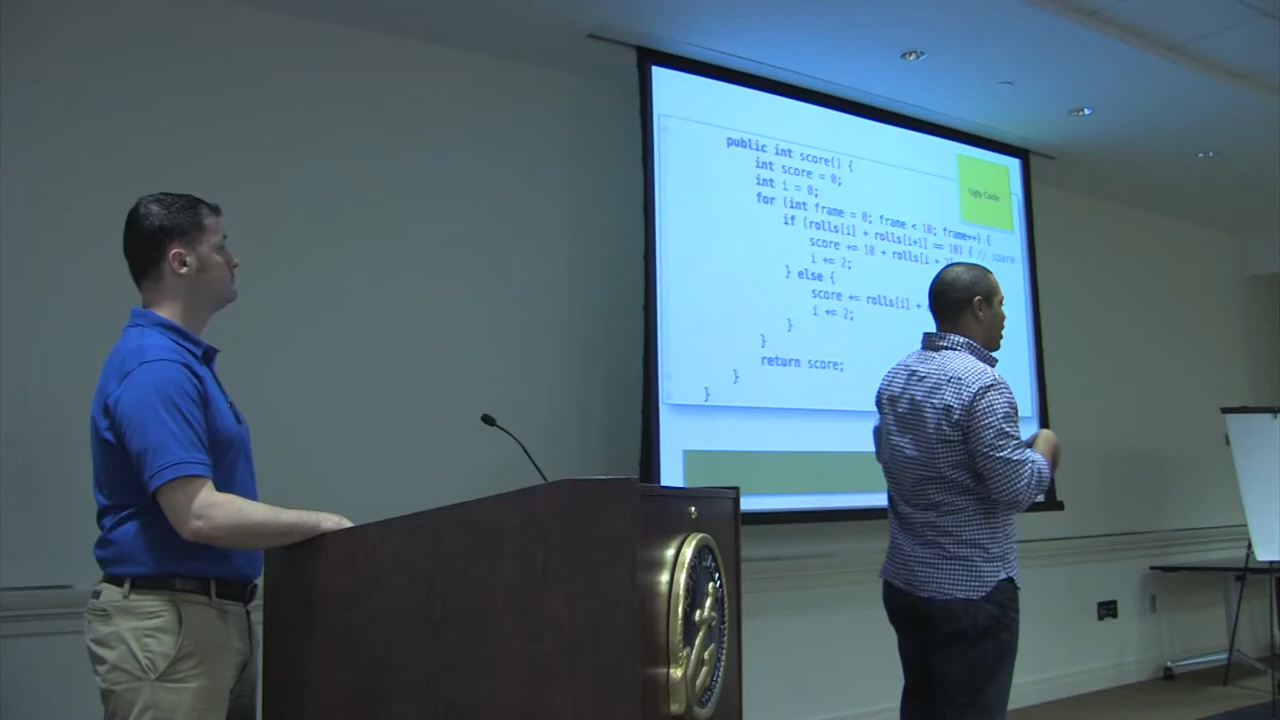 public int score() {
int score = 0;
int i = 0;
for (int frame = 0; frame < 10; frame++) {
if (rolls[i] + rolls[i+1] == 10) { // spare
score += 10 + rolls[i +
i += 2;
} else {
score += rolls[i] +
i += 2;
}
}
return score;
}
}
Ugly Code